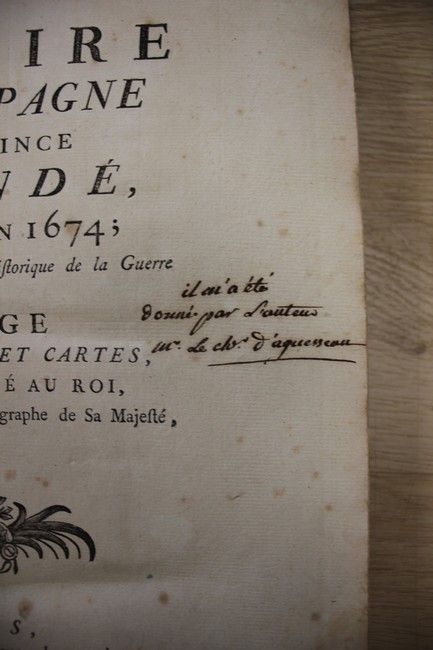 IRE
PAGNE
INCE
NDÉ,
N 1674;
iſtorique de la Guerre
il m'a été
donné par L'auteur
GE
ET CARTES,
mr. Le chr. d'aguesseau
É AU ROI,
graphe de Sa Majeſté,
S,